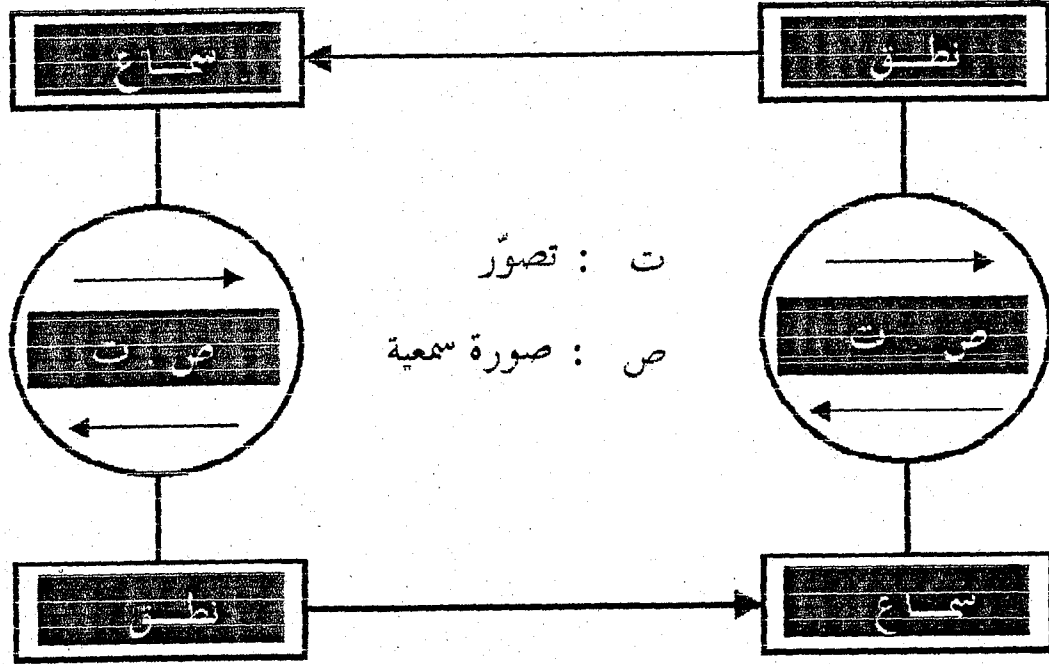 نطق
سماع
ت : تصوّر
ص : صورة سمعية
ص ت
ص ت
سماع
نطق